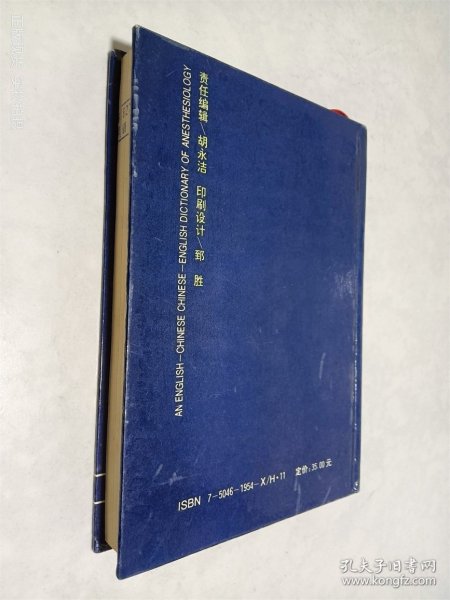 责任编辑/胡永洁 印刷设计/郅 胜
AN ENGLISH-CHINESE CHINESE-ENGLISH DICTIONARY OF ANESTHESIOLOGY
ISBN 7-5046-1954-X/H·11 定价:35.00元
孔夫子旧书网
www.kongfz.com